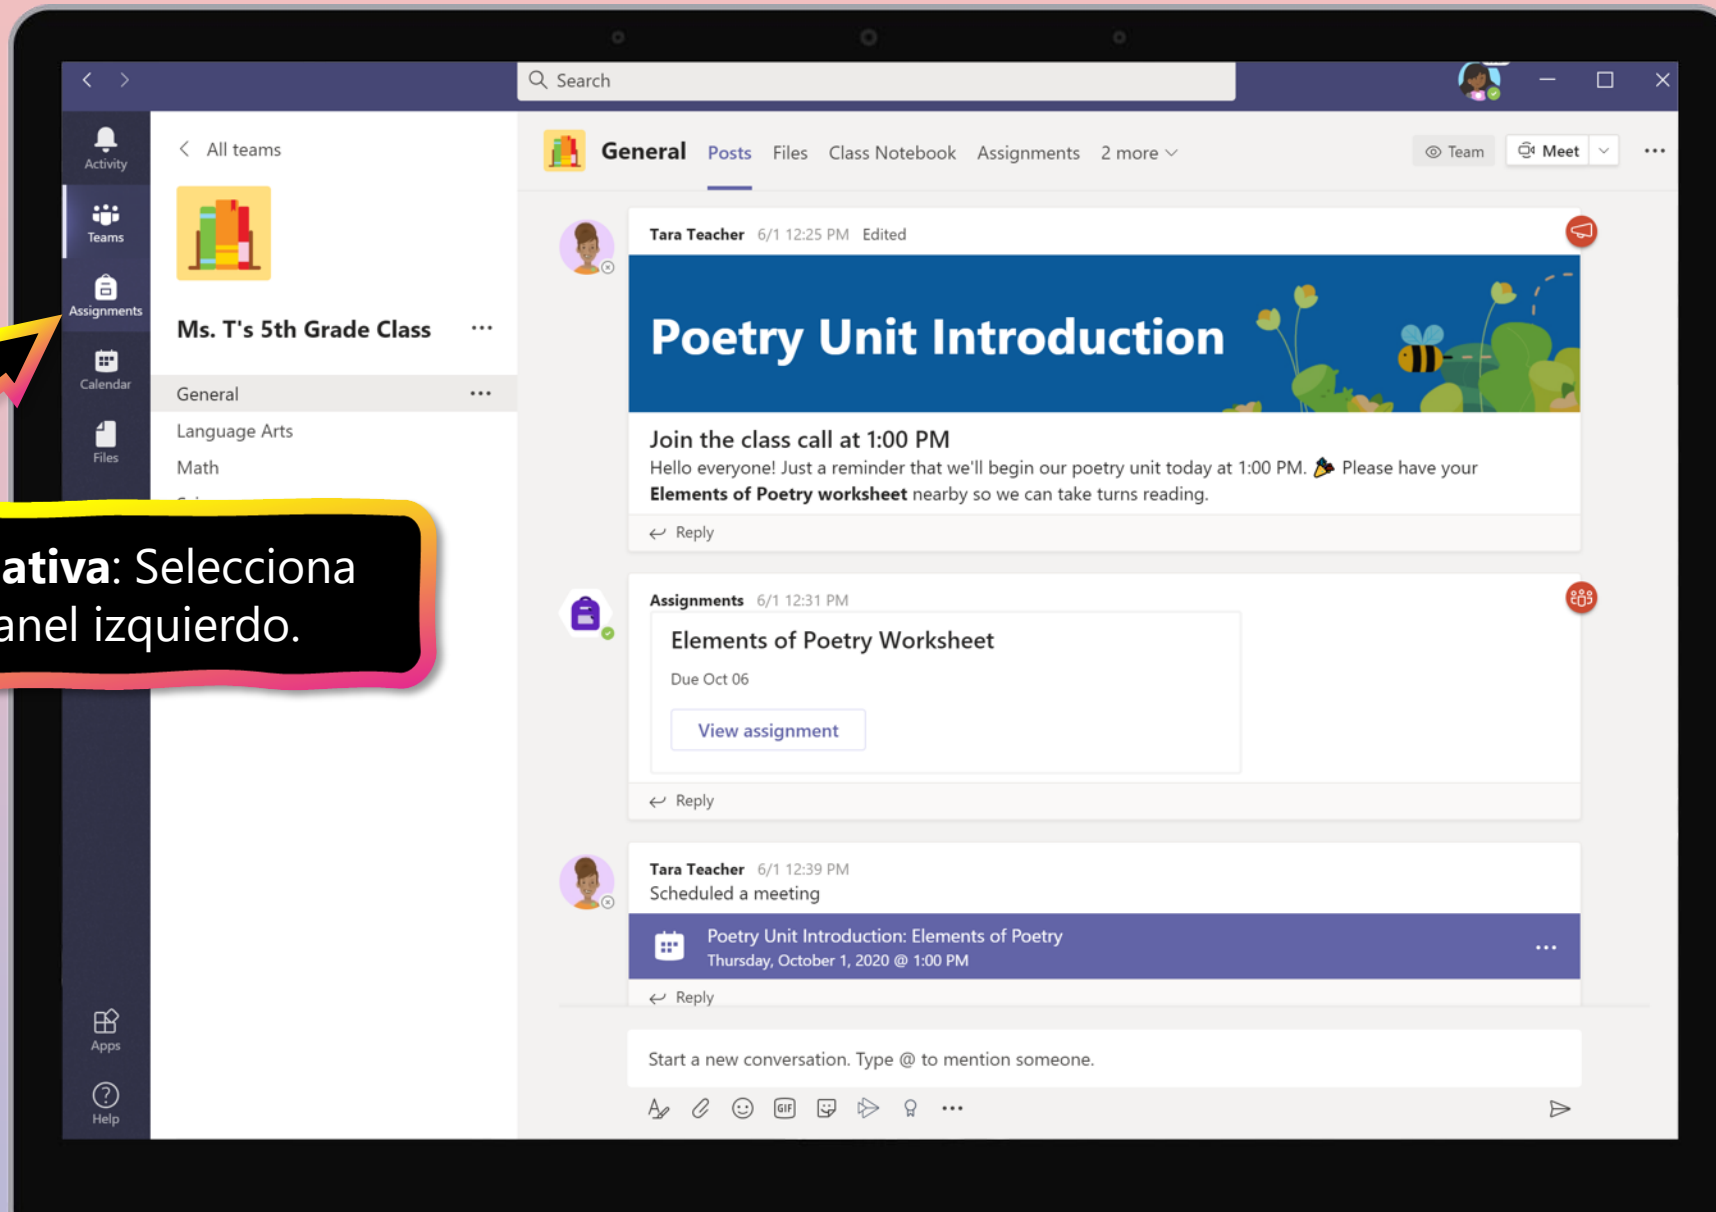 Search
Activity
Teams
Assignments
Calendar
Files
Apps
Help
All teams
Ms. T's 5th Grade Class
General
Language Arts
Math
ativa: Selecciona
anel izquierdo.
General Posts Files Class Notebook Assignments 2 more
Team
Meet
Tara Teacher 6/1 12:25 PM Edited
Poetry Unit Introduction
Join the class call at 1:00 PM
Hello everyone! Just a reminder that we'll begin our poetry unit today at 1:00 PM. 🎉 Please have your
Elements of Poetry worksheet nearby so we can take turns reading.
Reply
Assignments 6/1 12:31 PM
Elements of Poetry Worksheet
Due Oct 06
View assignment
Reply
Tara Teacher 6/1 12:39 PM
Scheduled a meeting
Poetry Unit Introduction: Elements of Poetry
Thursday, October 1, 2020 @ 1:00 PM
Reply
Start a new conversation. Type @ to mention someone.
GIF